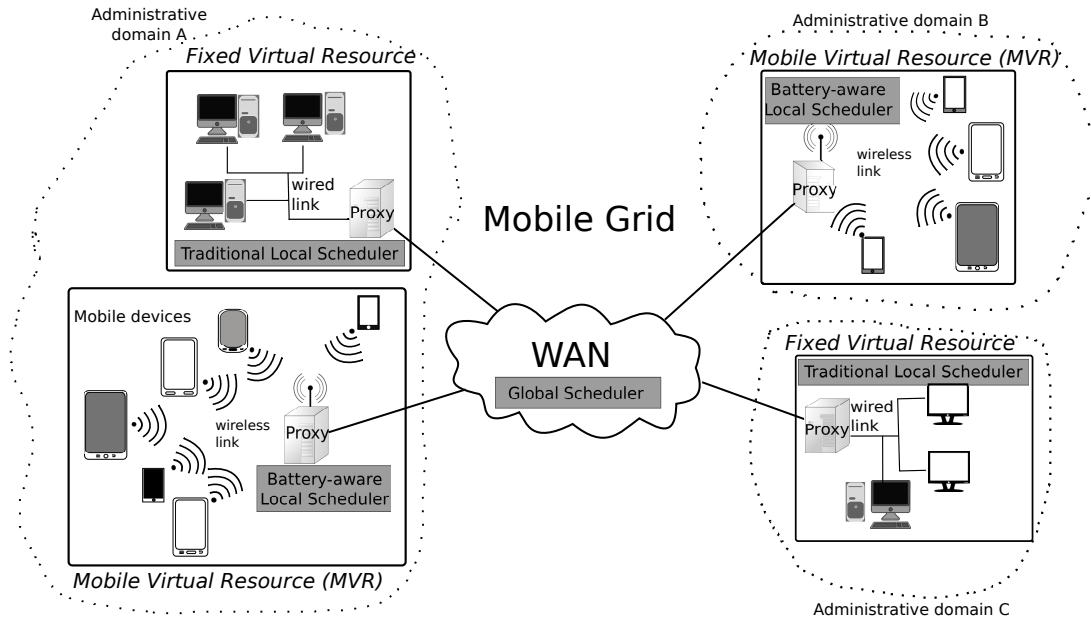 Administrative
domain A
Fixed Virtual Resource
wired
link
Proxy
Traditional Local Scheduler
Mobile devices
wireless
link
Proxy
Battery-aware
Local Scheduler
Mobile Virtual Resource (MVR)
Mobile Grid
WAN
Global Scheduler
Administrative domain B
Mobile Virtual Resource (MVR)
Battery-aware
Local Scheduler
wireless
link
Proxy
Fixed Virtual Resource
Traditional Local Scheduler
wired
link
Proxy
Administrative domain C